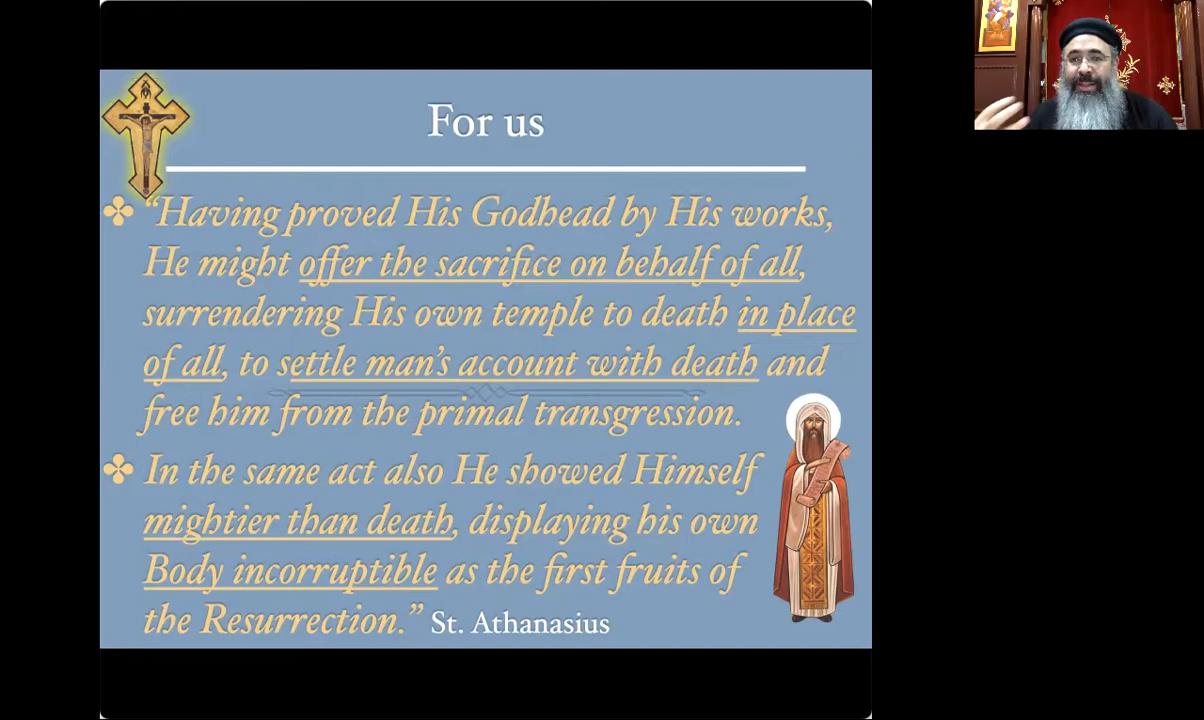 For us
“Having proved His Godhead by His works,
He might offer the sacrifice on behalf of all,
surrendering His own temple to death in place
of all, to settle man’s account with death and
free him from the primal transgression.
In the same act also He showed Himself
mightier than death, displaying his own
Body incorruptible as the first fruits of
the Resurrection.” St. Athanasius